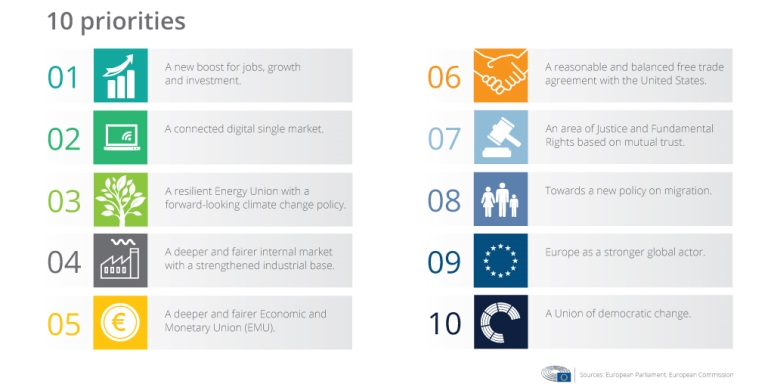 10 priorities
01
A new boost for jobs, growth
and investment.
02
A connected digital single market.
03
A resilient Energy Union with a
forward-looking climate change policy.
04
A deeper and fairer internal market
with a strengthened industrial base.
05
€
A deeper and fairer Economic and
Monetary Union (EMU).
06
A reasonable and balanced free trade
agreement with the United States.
07
An area of Justice and Fundamental
Rights based on mutual trust.
08
Towards a new policy on migration.
09
Europe as a stronger global actor.
10
A Union of democratic change.
Sources: European Parliament, European Commission